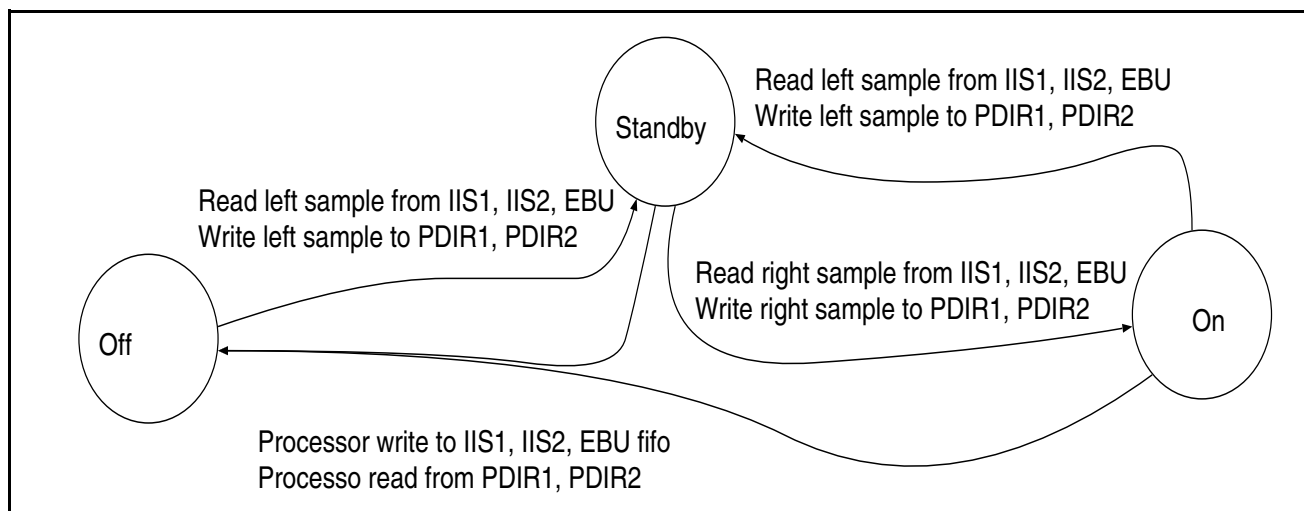 Standby
Read left sample from IIS1, IIS2, EBU
Write left sample to PDIR1, PDIR2
Read left sample from IIS1, IIS2, EBU
Write left sample to PDIR1, PDIR2
Read right sample from IIS1, IIS2, EBU
Write right sample to PDIR1, PDIR2
Off
On
Processor write to IIS1, IIS2, EBU fifo
Processo read from PDIR1, PDIR2